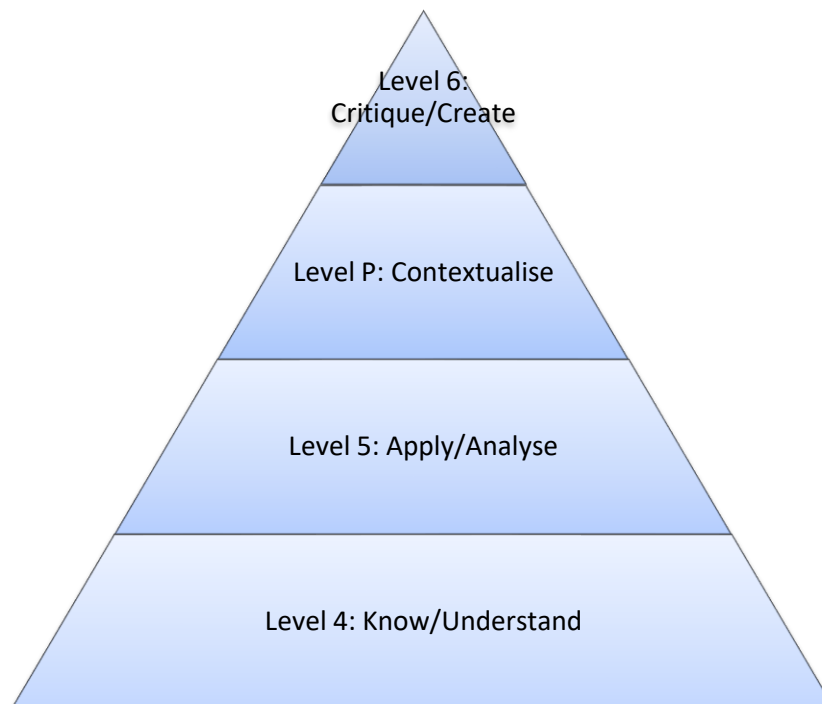 Level 6:
Critique/Create
Level P: Contextualise
Level 5: Apply/Analyse
Level 4: Know/Understand